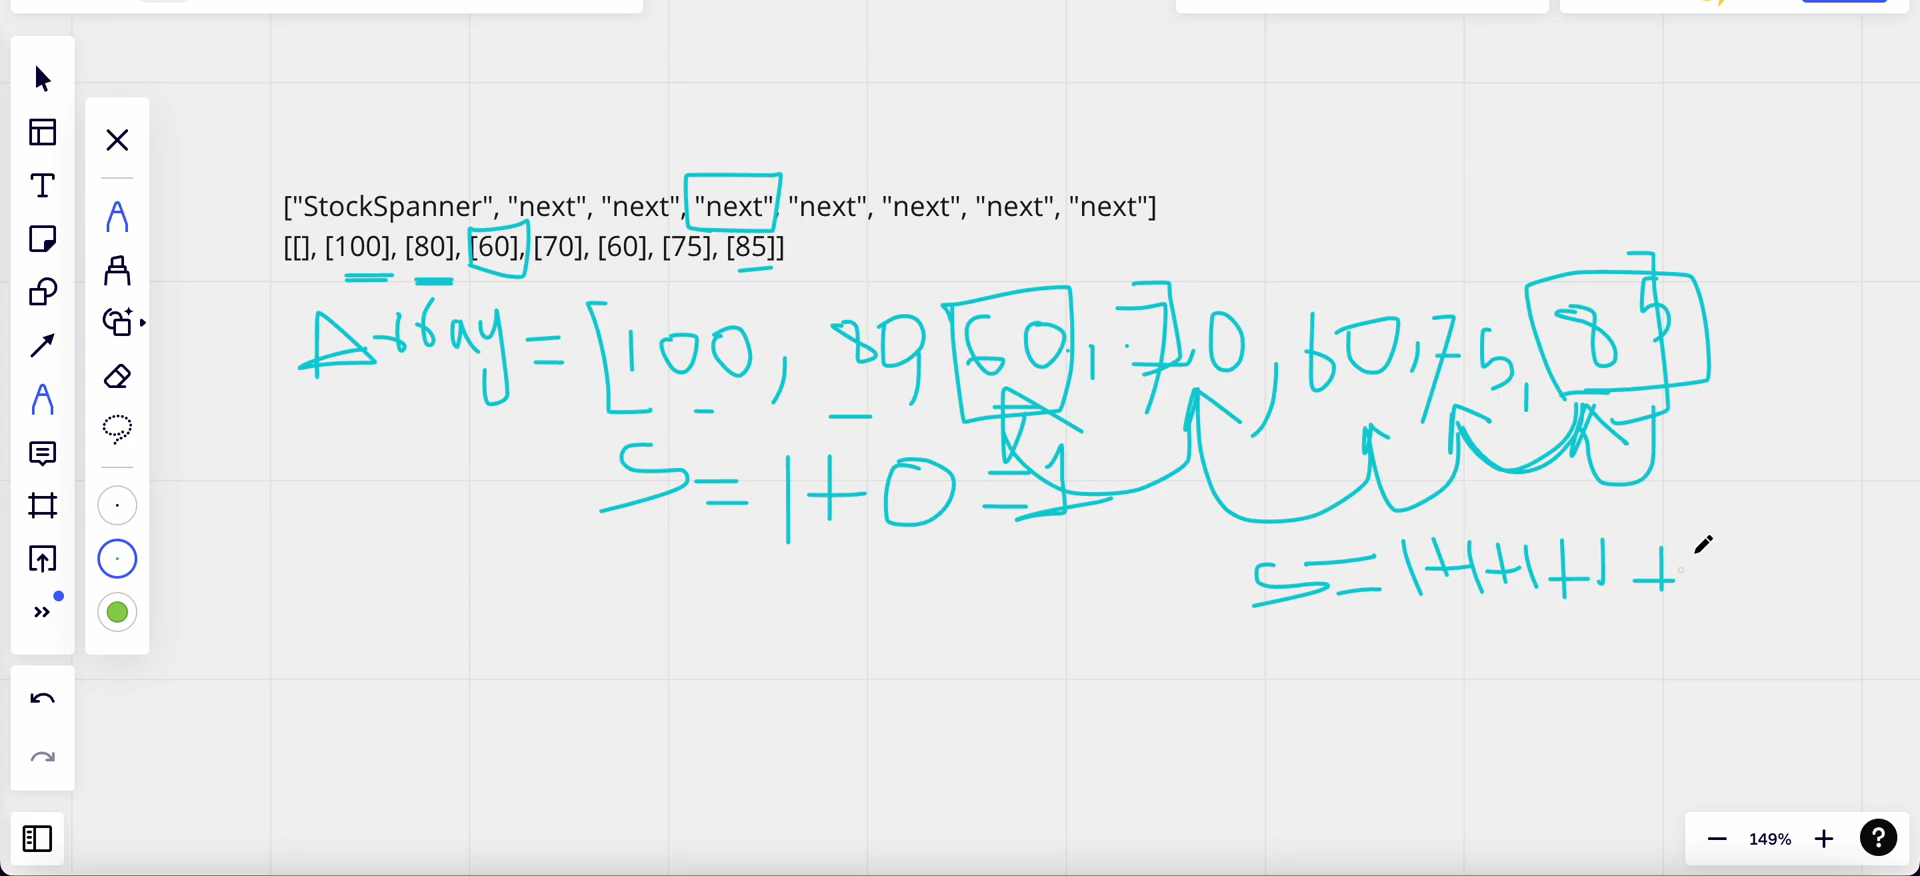 ["StockSpanner", "next", "next", "next", "next", "next", "next", "next"]
[[], [100], [80], [60], [70], [60], [75], [85]]
Array = [100, 80, 60, 70, 60, 75, 85]
S = 1+0 = 1
S = 1+1+1+1+
149%